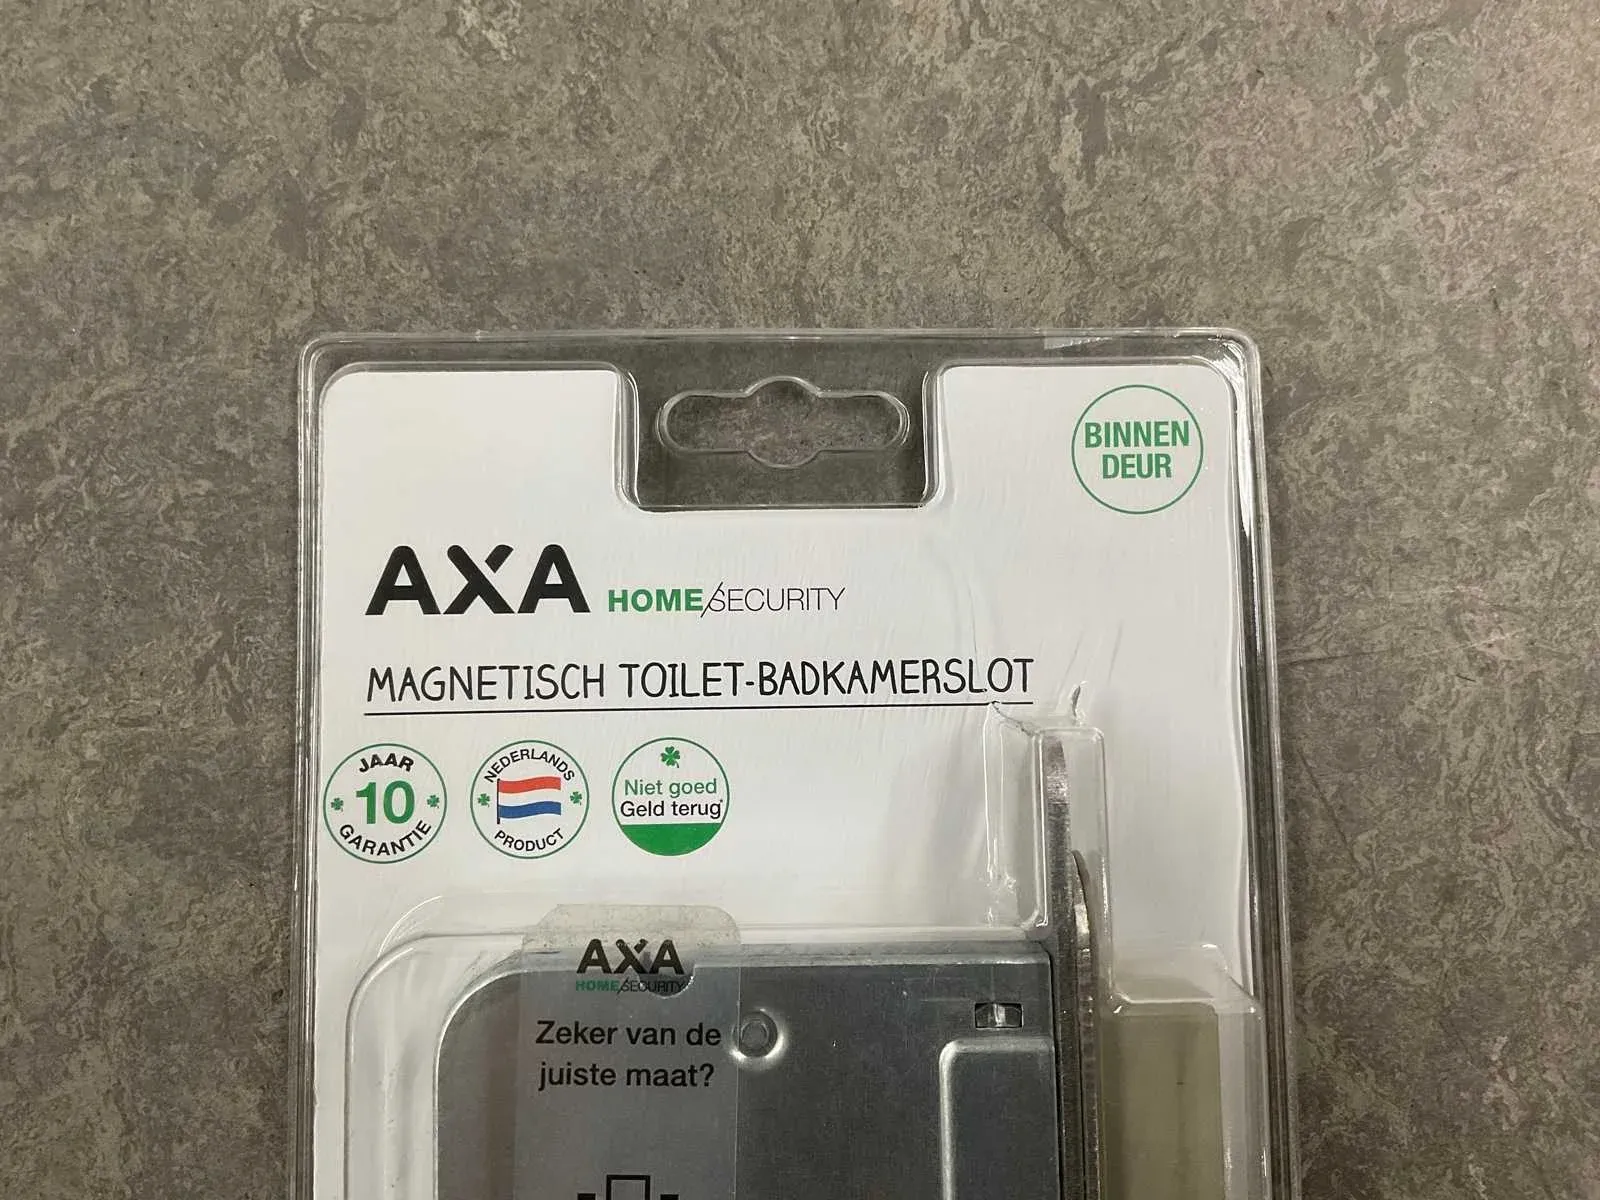 BINNEN
DEUR
AXA HOME/SECURITY
MAGNETISCH TOILET-BADKAMERSLOT
JAAR
10
GARANTIE
NEDERLANDS
PRODUCT
Niet goed
Geld terug*
AXA
HOME/SECURITY
Zeker van de
juiste maat?